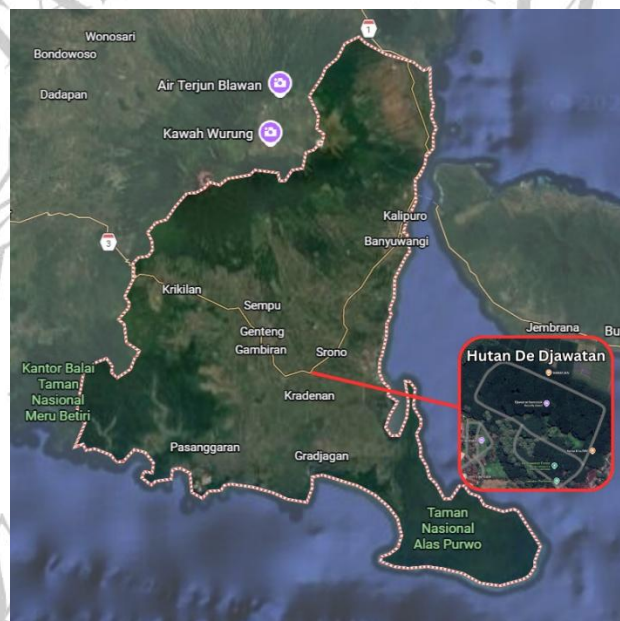 1
Wonosari
Bondowoso
Air Terjun Blawan
Dadapan
Kawah Wurung
3
Kalipuro
Banyuwangi
Krikilan
Sempu
Genteng
Gambiran
Srono
Jembrana
Bu
Hutan De Djawatan
Kantor Balai
Taman
Nasional
Meru Betiri
Kradenan
Pasanggaran
Gradjagan
Taman
Nasional
Alas Purwo